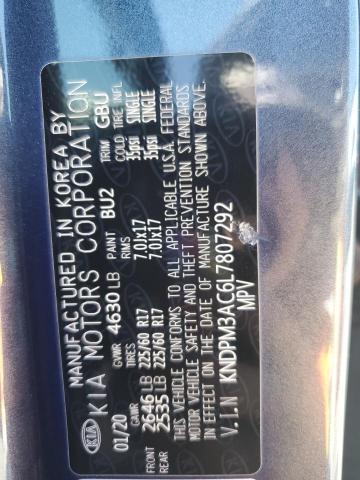 MANUFACTURED IN KOREA BY
KIA KIA MOTORS CORPORATION
01/20 GVWR 4630 LB PAINT BU2 TRIM GBU
GAWR TIRES RIMS COLD TIRE INFL
FRONT 2646 LB 225/60 R17 7.0Jx17 35psi SINGLE
REAR 2535 LB 225/60 R17 7.0Jx17 35psi SINGLE
THIS VEHICLE CONFORMS TO ALL APPLICABLE U.S.A. FEDERAL
MOTOR VEHICLE SAFETY AND THEFT PREVENTION STANDARDS
IN EFFECT ON THE DATE OF MANUFACTURE SHOWN ABOVE.
V.I.N KNDPM3AC6L7807292
MPV